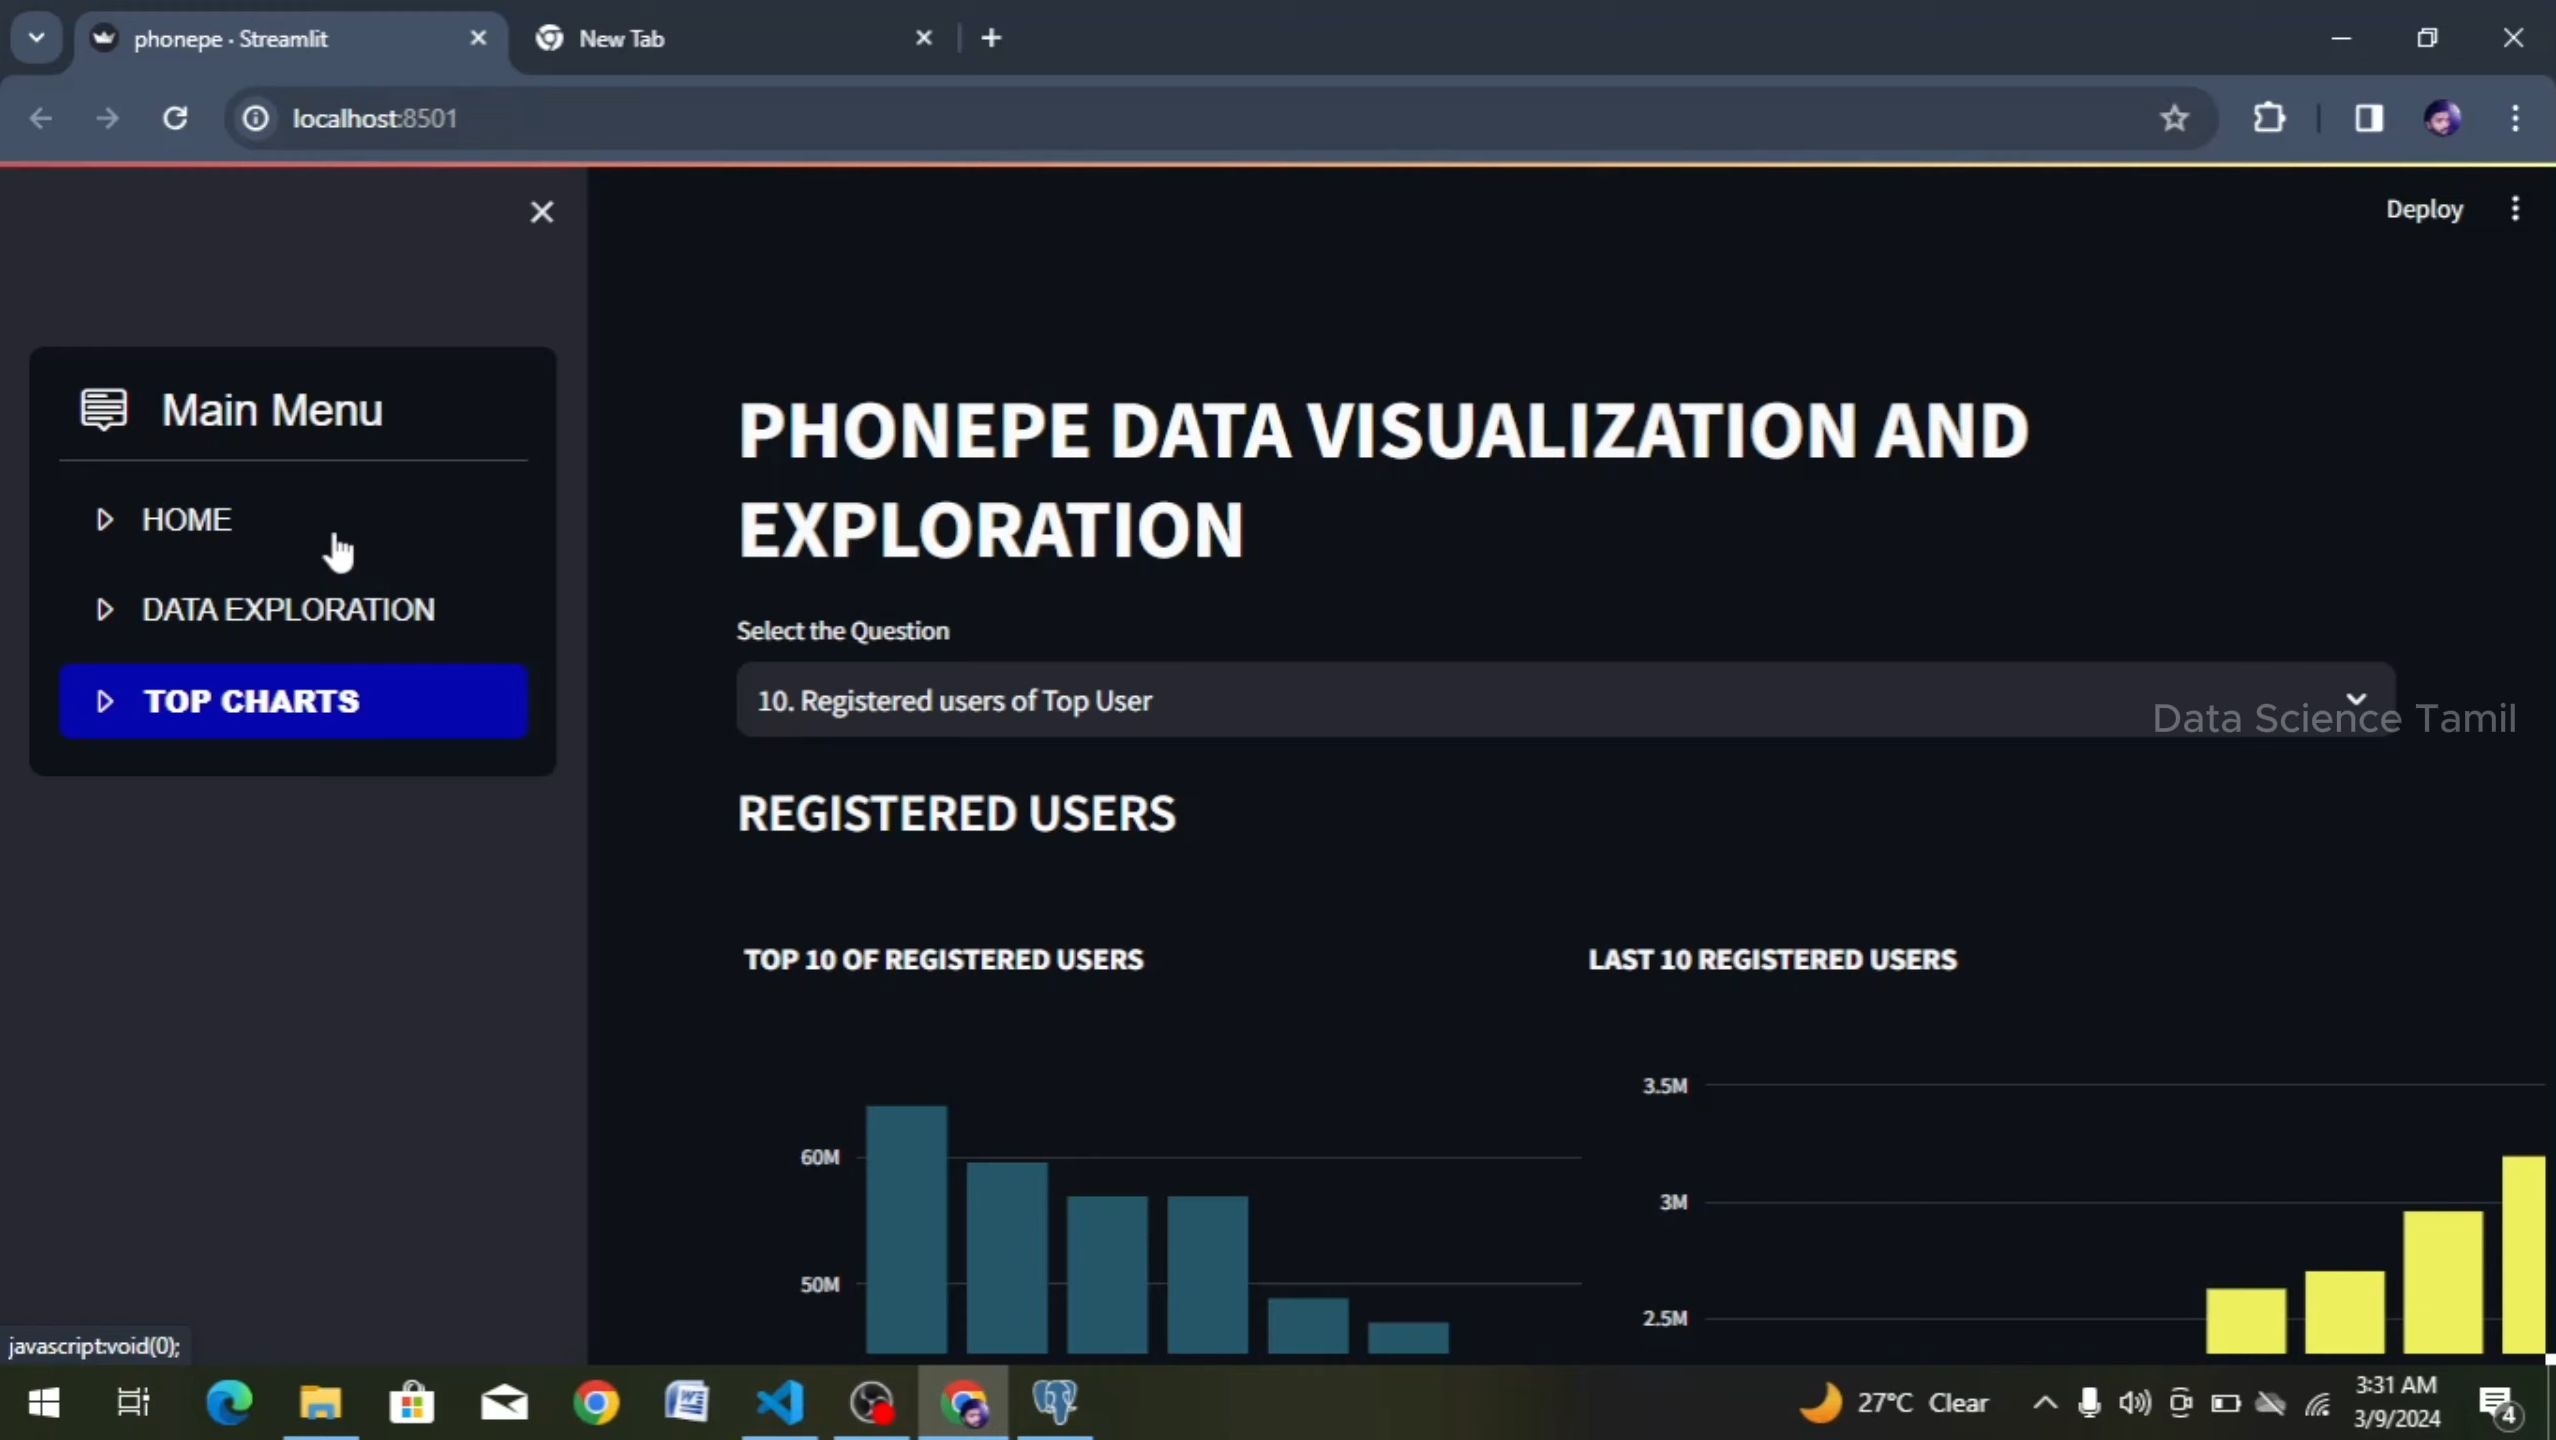 phonepe · Streamlit
New Tab
localhost:8501
Deploy
Main Menu
HOME
DATA EXPLORATION
TOP CHARTS
PHONEPE DATA VISUALIZATION AND
EXPLORATION
Select the Question
10. Registered users of Top User
Data Science Tamil
REGISTERED USERS
TOP 10 OF REGISTERED USERS
60M
50M
LAST 10 REGISTERED USERS
3.5M
3M
2.5M
javascript:void(0);
27°C Clear
3:31 AM
3/9/2024
4